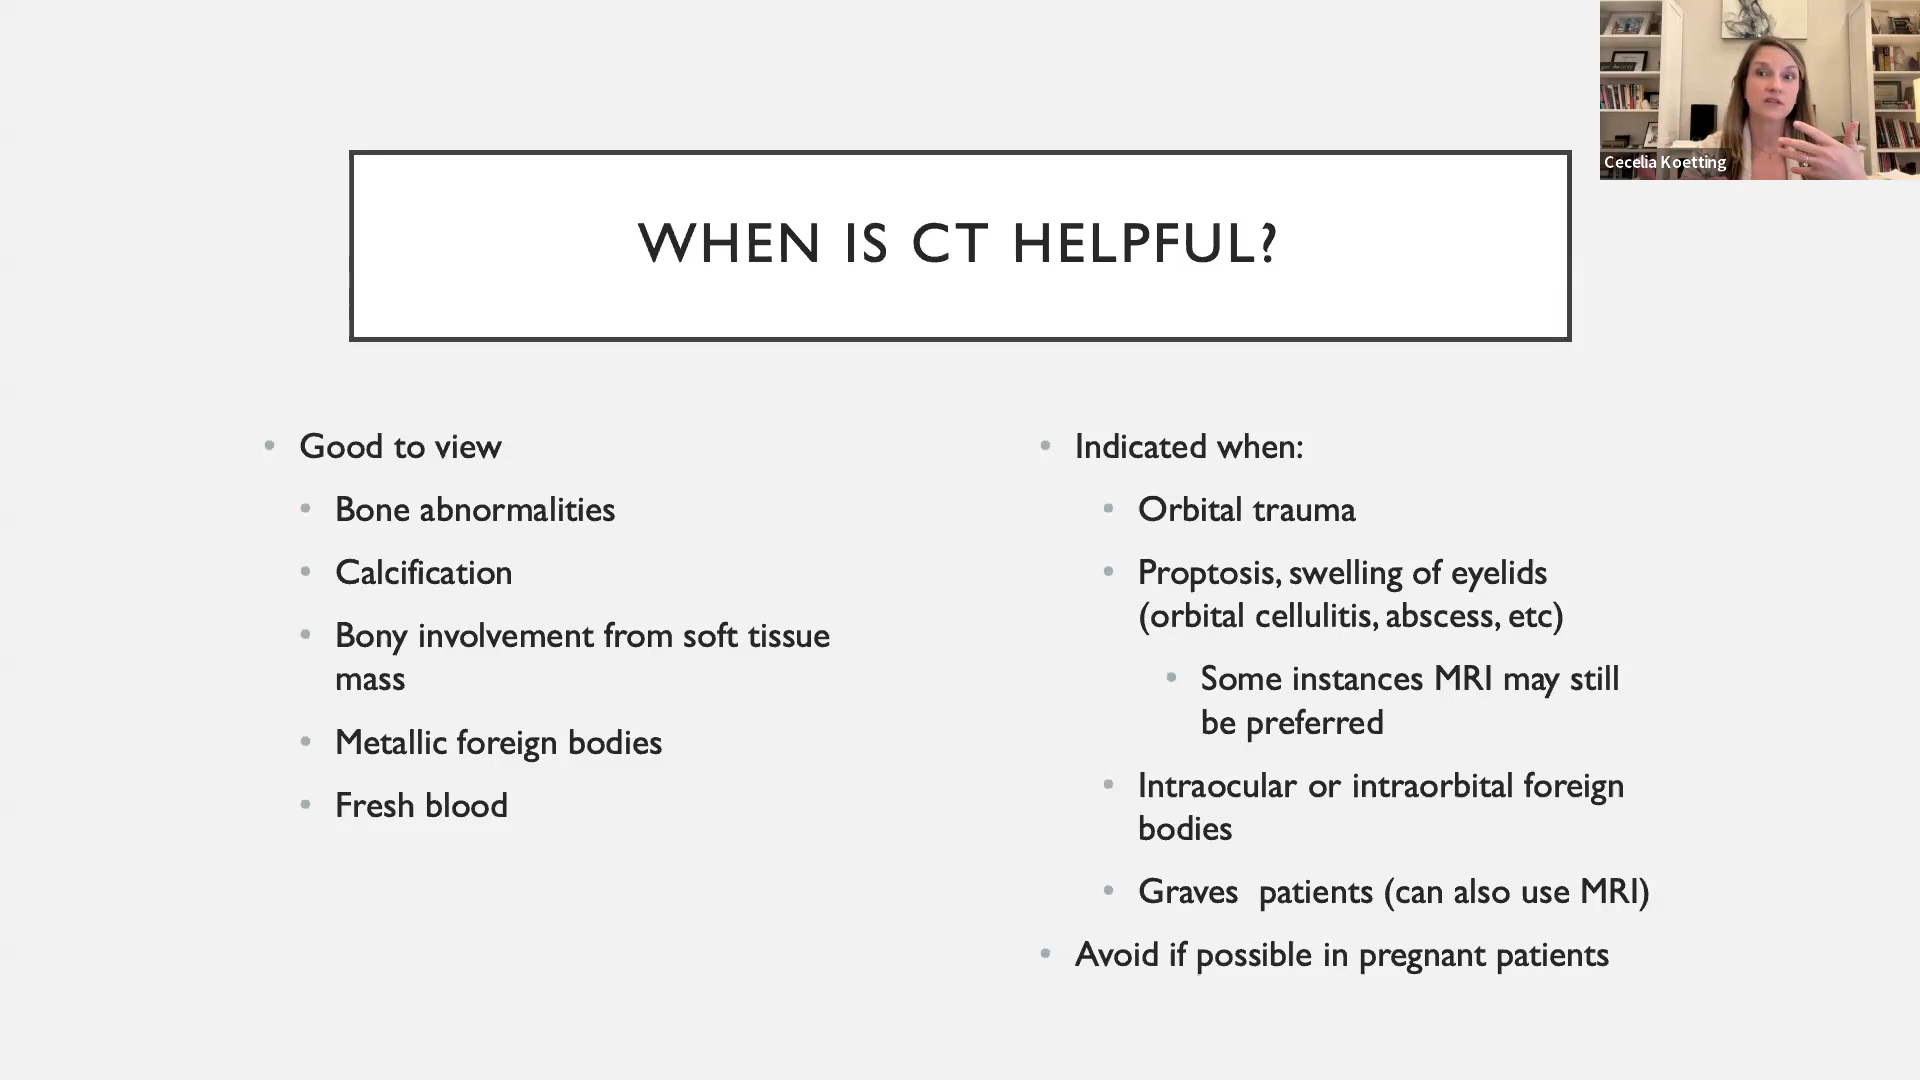 WHEN IS CT HELPFUL?
Cecelia Koetting
Good to view
Bone abnormalities
Calcification
Bony involvement from soft tissue
mass
Metallic foreign bodies
Fresh blood
Indicated when:
Orbital trauma
Proptosis, swelling of eyelids
(orbital cellulitis, abscess, etc)
Some instances MRI may still
be preferred
Intraocular or intraorbital foreign
bodies
Graves  patients (can also use MRI)
Avoid if possible in pregnant patients